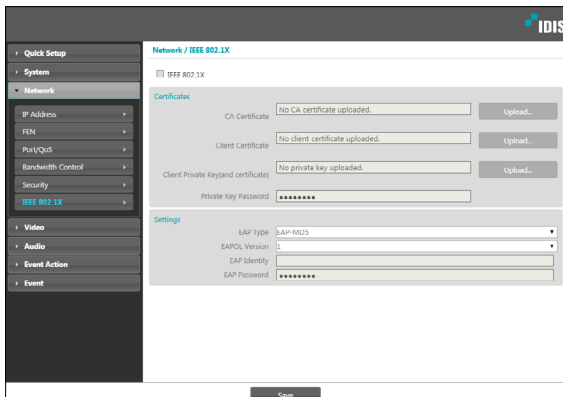 IDIS
Quick Setup
System
Network
IP Address
FEN
Port/QoS
Bandwidth Control
Security
IEEE 802.1X
Video
Audio
Event Action
Event
Network / IEEE 802.1X
IEEE 802.1X
Certificates
CA Certificate No CA certificate uploaded. Upload...
Client Certificate No client certificate uploaded. Upload...
Client Private Key(and certificate) No private key uploaded. Upload...
Private Key Password ●●●●●●●●
Settings
EAP Type EAP-MD5
EAPOL Version 1
EAP Identity
EAP Password ●●●●●●●●
Save